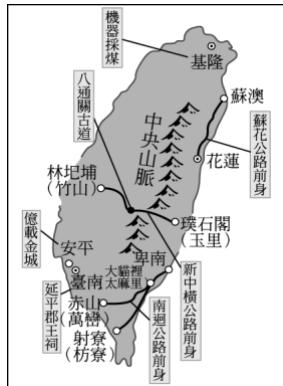 機器採煤
基隆
蘇澳
八通關古道
中央山脈
蘇花公路前身
花蓮
林圯埔
(竹山)
璞石閣
(玉里)
億載金城
安平
臺南
卑南
大貓裡
太麻里
新中橫公路前身
延平郡王祠
赤山
(萬巒)
射寮
(枋寮)
南迴公路前身